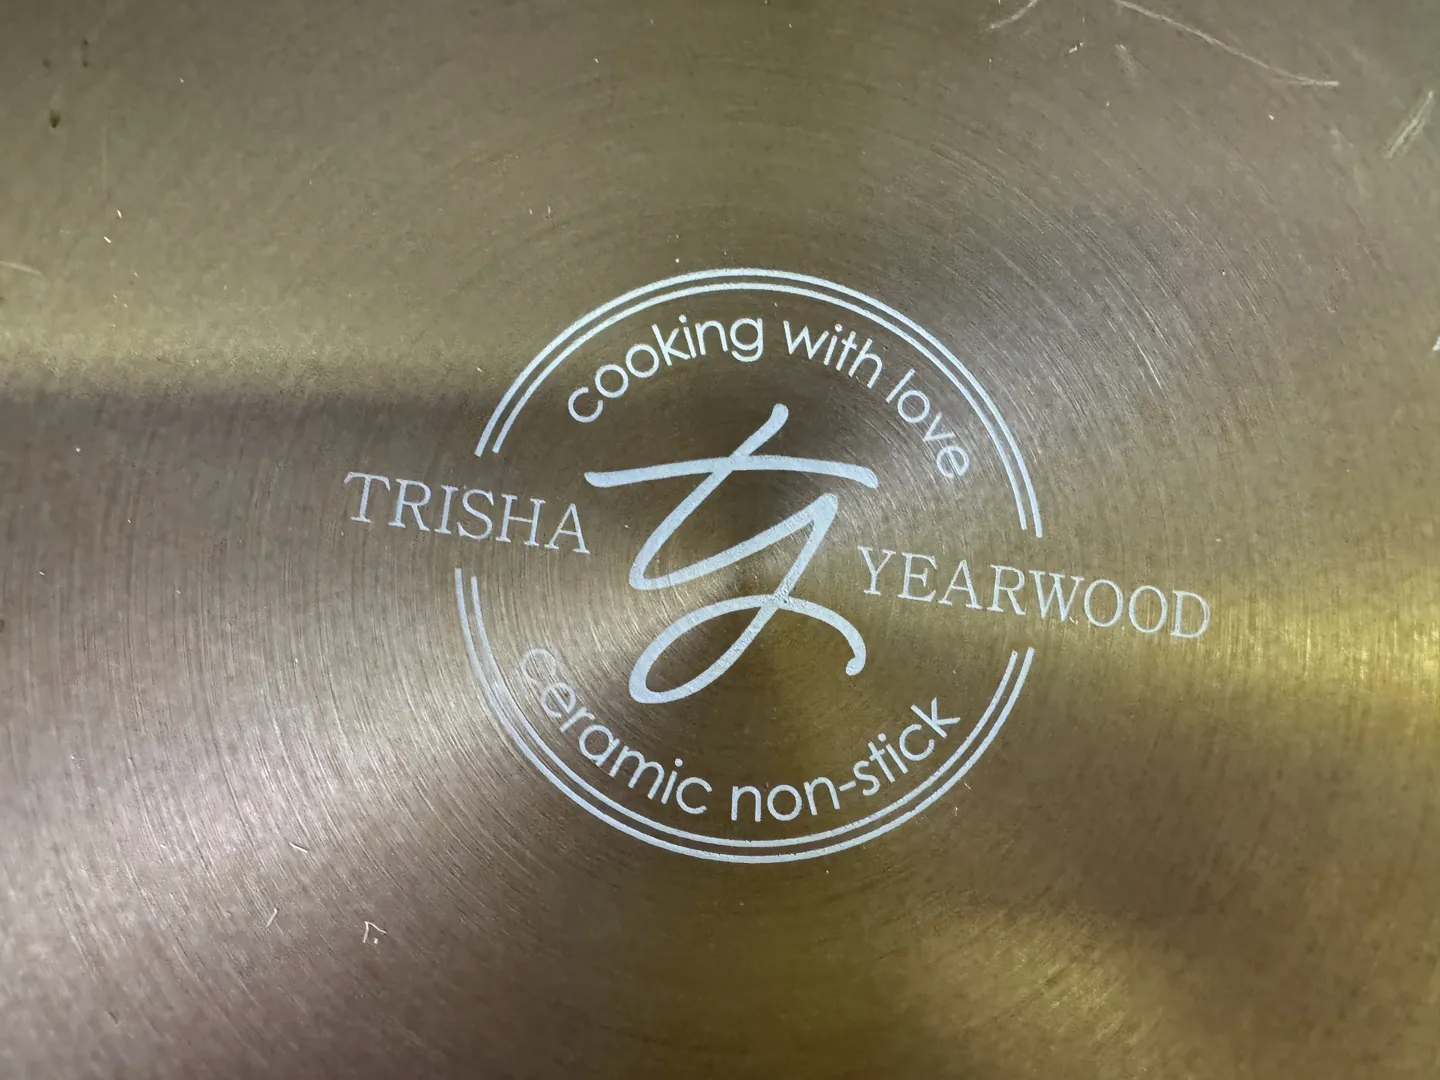 cooking with love
TRISHA ty YEARWOOD
ceramic non-stick